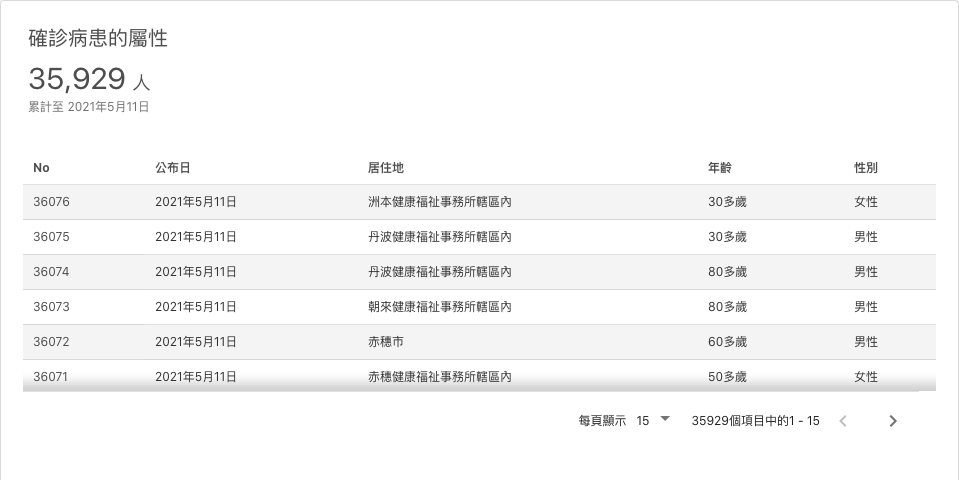 確診病患的屬性
35,929 人
累計至 2021年5月11日
No 公布日 居住地 年齡 性別
36076 2021年5月11日 洲本健康福祉事務所轄區內 30多歲 女性
36075 2021年5月11日 丹波健康福祉事務所轄區內 30多歲 男性
36074 2021年5月11日 丹波健康福祉事務所轄區內 80多歲 男性
36073 2021年5月11日 朝來健康福祉事務所轄區內 80多歲 男性
36072 2021年5月11日 赤穗市 60多歲 男性
36071 2021年5月11日 赤穗健康福祉事務所轄區內 50多歲 女性
每頁顯示 15 35929個項目中的1 - 15